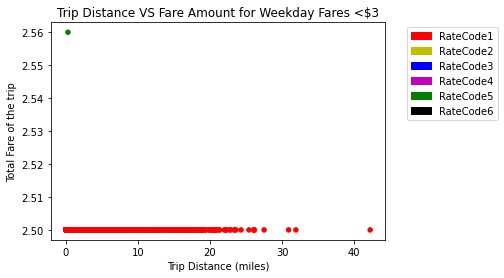 Trip Distance VS Fare Amount for Weekday Fares <$3
Total Fare of the trip
2.56
2.55
2.54
2.53
2.52
2.51
2.50
0 10 20 30 40
Trip Distance (miles)
RateCode1
RateCode2
RateCode3
RateCode4
RateCode5
RateCode6